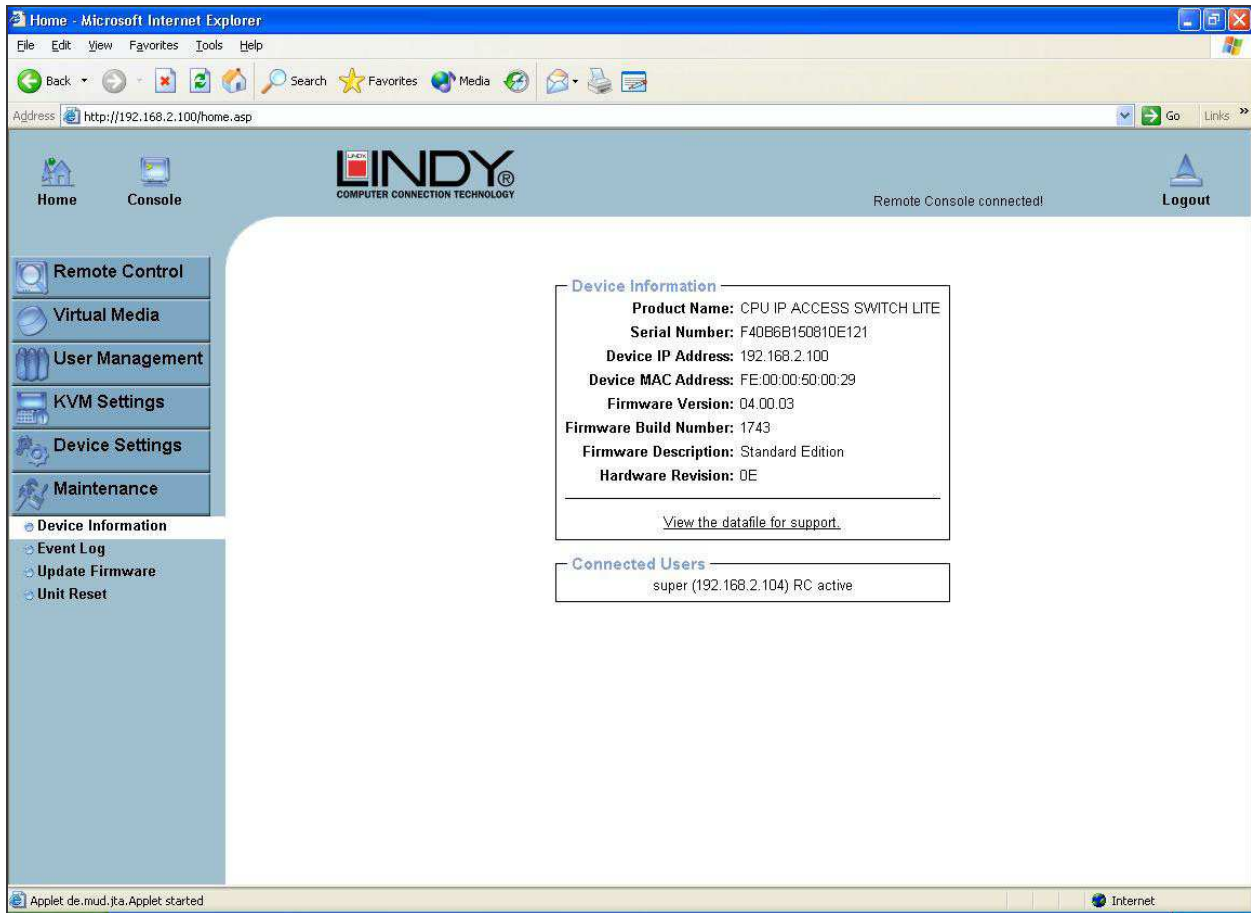 Home - Microsoft Internet Explorer
File Edit View Favorites Tools Help
Back Search Favorites Media
Address http://192.168.2.100/home.asp Go Links »
Home Console
LINDY
LINDY®
COMPUTER CONNECTION TECHNOLOGY
Remote Console connected!
Logout
Remote Control
Virtual Media
User Management
KVM Settings
Device Settings
Maintenance
Device Information
Event Log
Update Firmware
Unit Reset
Device Information
Product Name: CPU IP ACCESS SWITCH LITE
Serial Number: F40B6B150810E121
Device IP Address: 192.168.2.100
Device MAC Address: FE:00:00:50:00:29
Firmware Version: 04.00.03
Firmware Build Number: 1743
Firmware Description: Standard Edition
Hardware Revision: 0E
View the datafile for support.
Connected Users
super (192.168.2.104) RC active
Applet de.mud.jta.Applet started
Internet